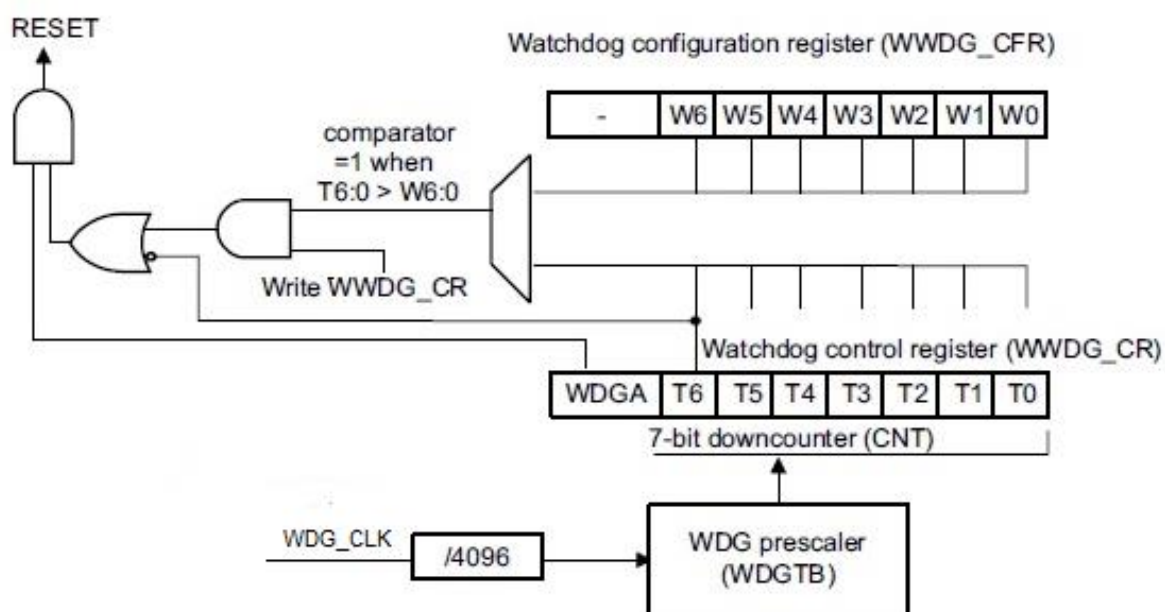 RESET
Watchdog configuration register (WWDG_CFR)
- W6 W5 W4 W3 W2 W1 W0
comparator
=1 when
T6:0 > W6:0
Write WWDG_CR
Watchdog control register (WWDG_CR)
WDGA T6 T5 T4 T3 T2 T1 T0
7-bit downcounter (CNT)
WDG_CLK
/4096
WDG prescaler
(WDGTB)